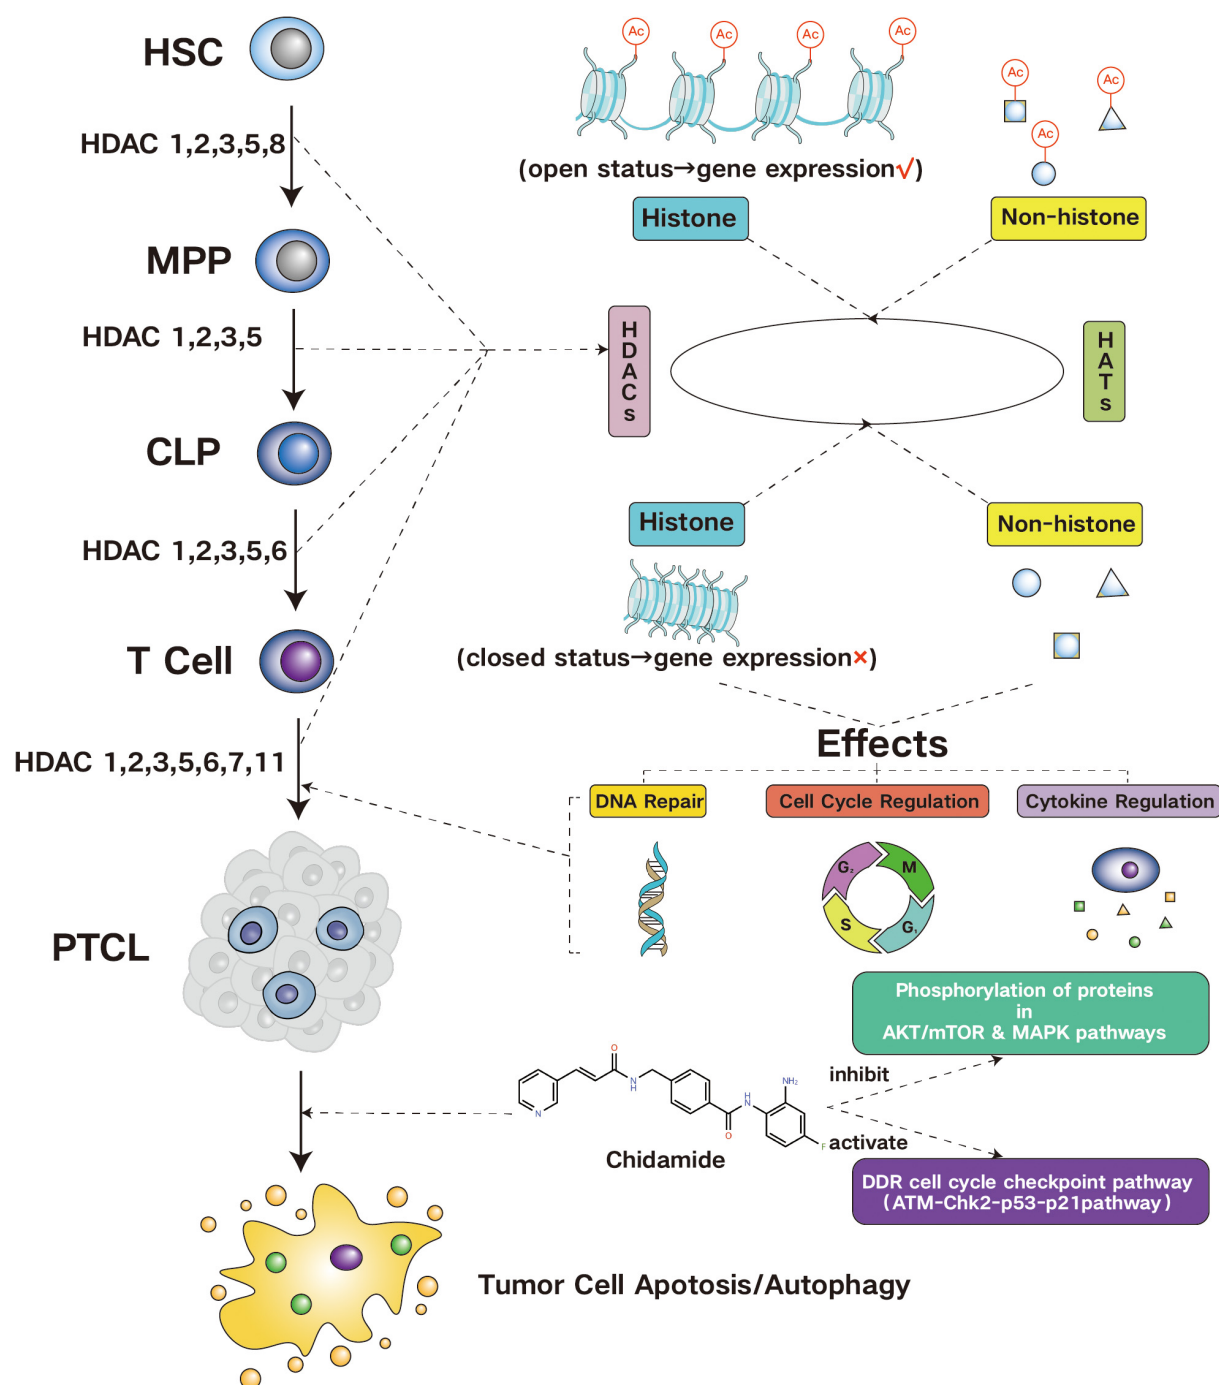 HSC
HDAC 1,2,3,5,8
MPP
HDAC 1,2,3,5
CLP
HDAC 1,2,3,5,6
T Cell
HDAC 1,2,3,5,6,7,11
PTCL
Ac
Ac
Ac
Ac
Ac
Ac
Ac
(open status→gene expression√)
Histone
Non-histone
HDACs
HATs
Histone
Non-histone
(closed status→gene expression×)
Effects
DNA Repair
Cell Cycle Regulation
Cytokine Regulation
G₂
M
S
G₁
Phosphorylation of proteins
in
AKT/mTOR & MAPK pathways
inhibit
O
N
H
N
NH₂
H
N
O
F
activate
Chidamide
DDR cell cycle checkpoint pathway
(ATM-Chk2-p53-p21pathway)
Tumor Cell Apotosis/Autophagy